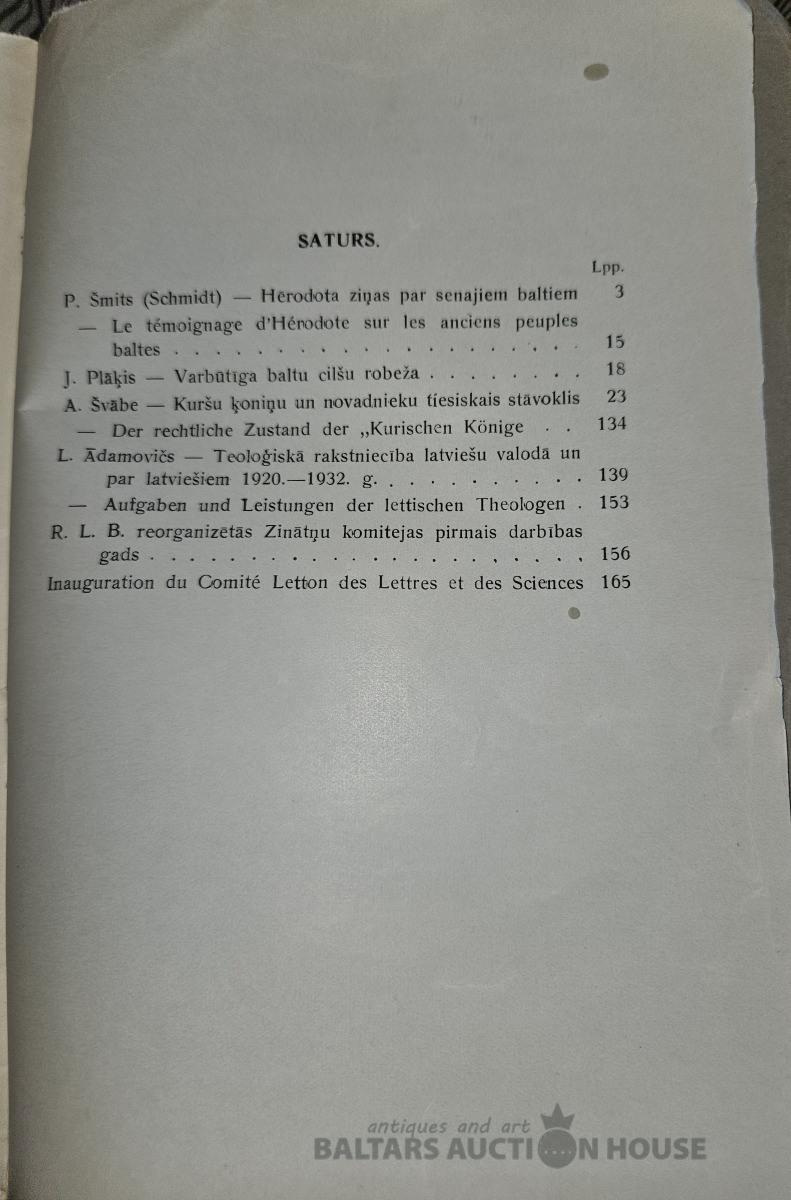 SATURS.
Lpp.
P. Šmits (Schmidt) — Hērodota ziņas par senajiem baltiem 3
— Le témoignage d'Hérodote sur les anciens peuples
baltes . . . . . . . . . . . . . . . . . 15
J. Plāķis — Varbūtīga baltu cilšu robeža . . . . . . . . 18
A. Švābe — Kuršu ķoniņu un novadnieku tiesiskais stāvoklis 23
— Der rechtliche Zustand der „Kurischen Könige . . 134
L. Ādamovičs — Teoloģiskā rakstniecība latviešu valodā un
par latviešiem 1920.—1932. g. . . . . . . . . . . 139
— Aufgaben und Leistungen der lettischen Theologen . 153
R. L. B. reorganizētās Zinātņu komitejas pirmais darbības
gads . . . . . . . . . . . . . . . . . . . 156
Inauguration du Comité Letton des Lettres et des Sciences 165
antiques and art
BALTARS AUCTION HOUSE